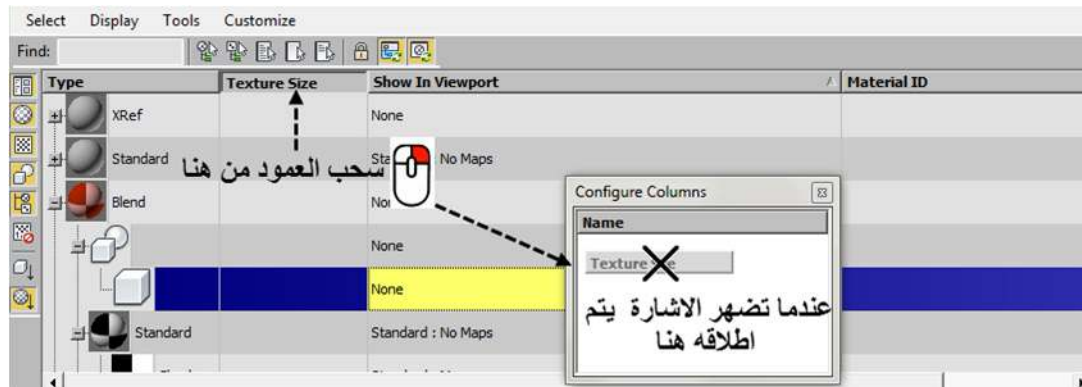 Select Display Tools Customize
Find:
Type Texture Size Show In Viewport Material ID
XRef None
Standard : No Maps
سحب العمود من هنا
Blend
None
None
Standard Standard : No Maps
Configure Columns
Name
Texture
عندما تضهر الاشارة يتم
اطلاقه هنا